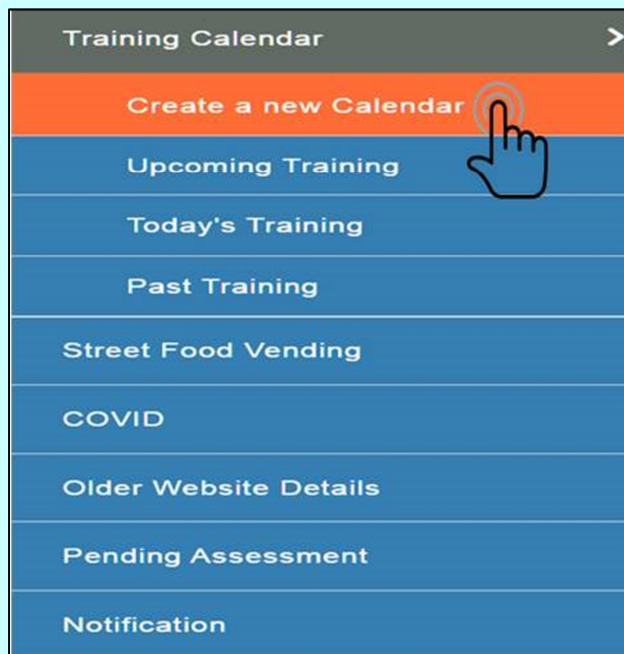 Training Calendar
Create a new Calendar
Upcoming Training
Today's Training
Past Training
Street Food Vending
COVID
Older Website Details
Pending Assessment
Notification